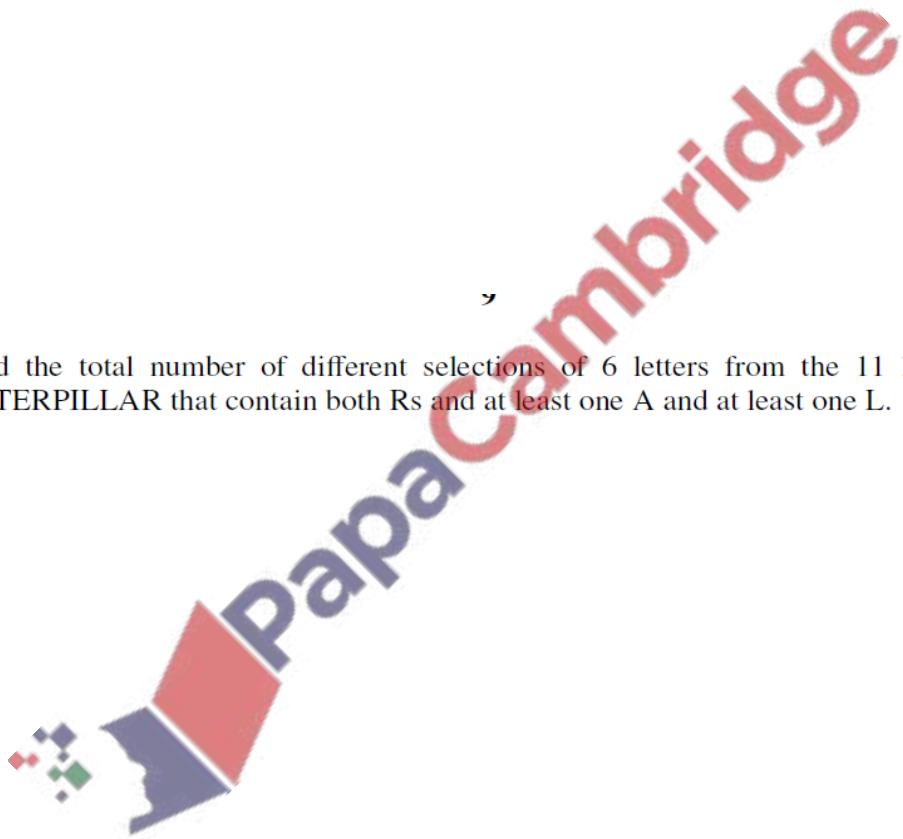 d the total number of different selections of 6 letters from the 11
TERPILLAR that contain both Rs and at least one A and at least one L.
PapaCambridge